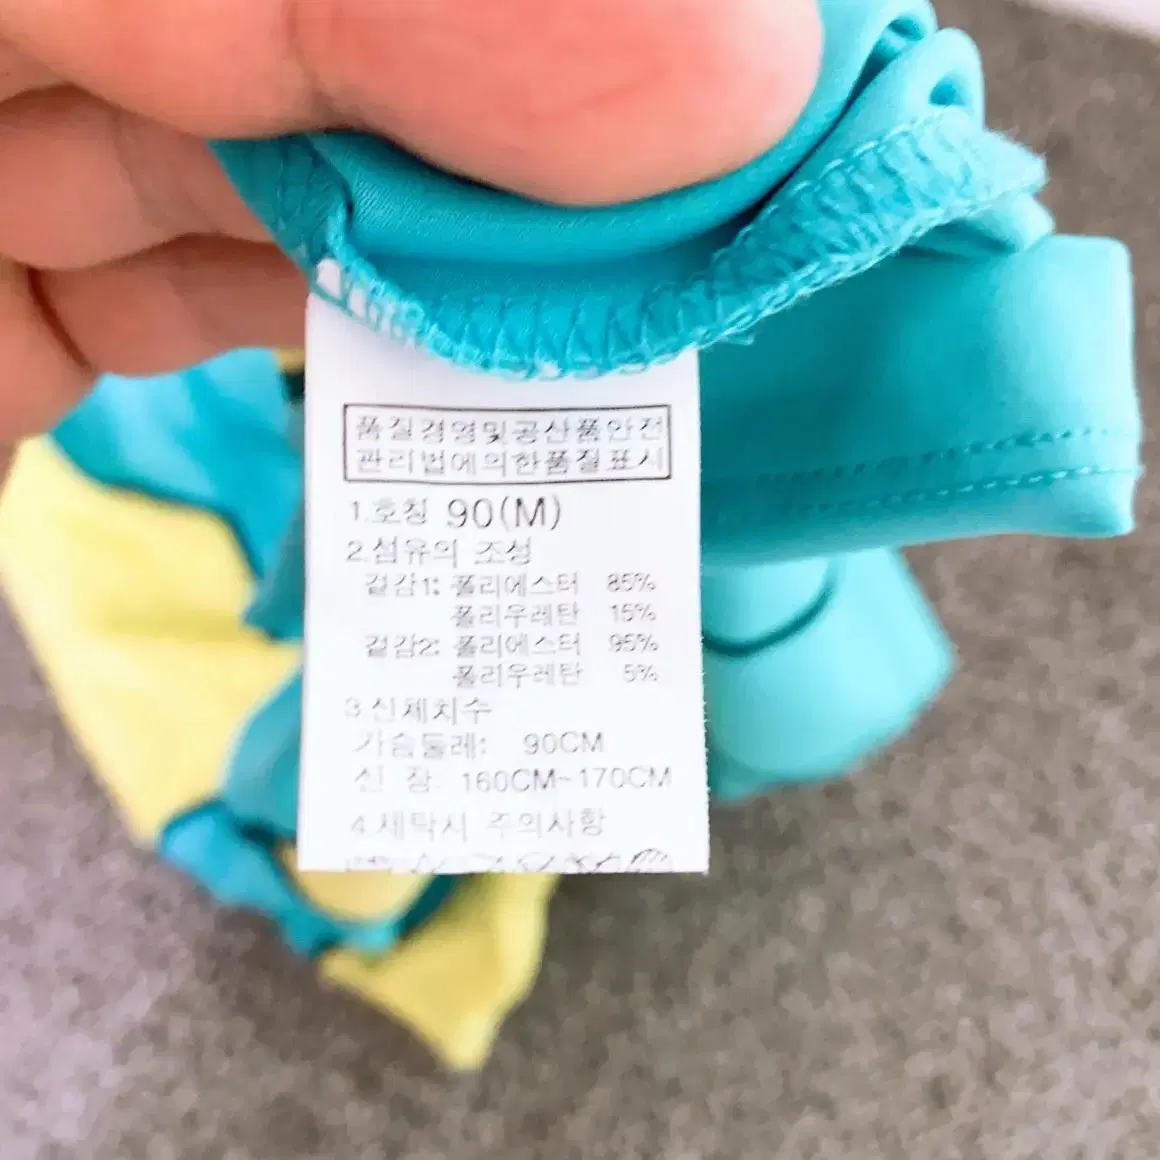 품질경영및공산품안전
관리법에의한품질표시
1.호칭 90(M)
2.섬유의 조성
겉감1: 폴리에스터 85%
폴리우레탄 15%
겉감2: 폴리에스터 95%
폴리우레탄 5%
3.신체치수
가슴둘레: 90CM
신 장: 160CM~170CM
4.세탁시 주의사항